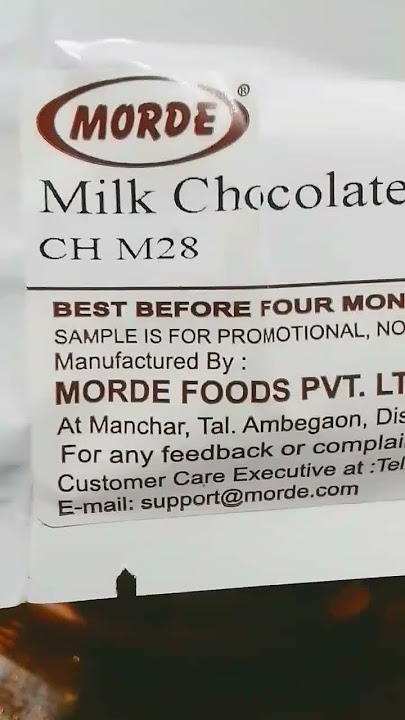 MORDE ®
Milk Chocolate
CH M28
BEST BEFORE FOUR MON
SAMPLE IS FOR PROMOTIONAL, NO
Manufactured By :
MORDE FOODS PVT. LT
At Manchar, Tal. Ambegaon, Dis
For any feedback or complai
Customer Care Executive at :Tel
E-mail: support@morde.com